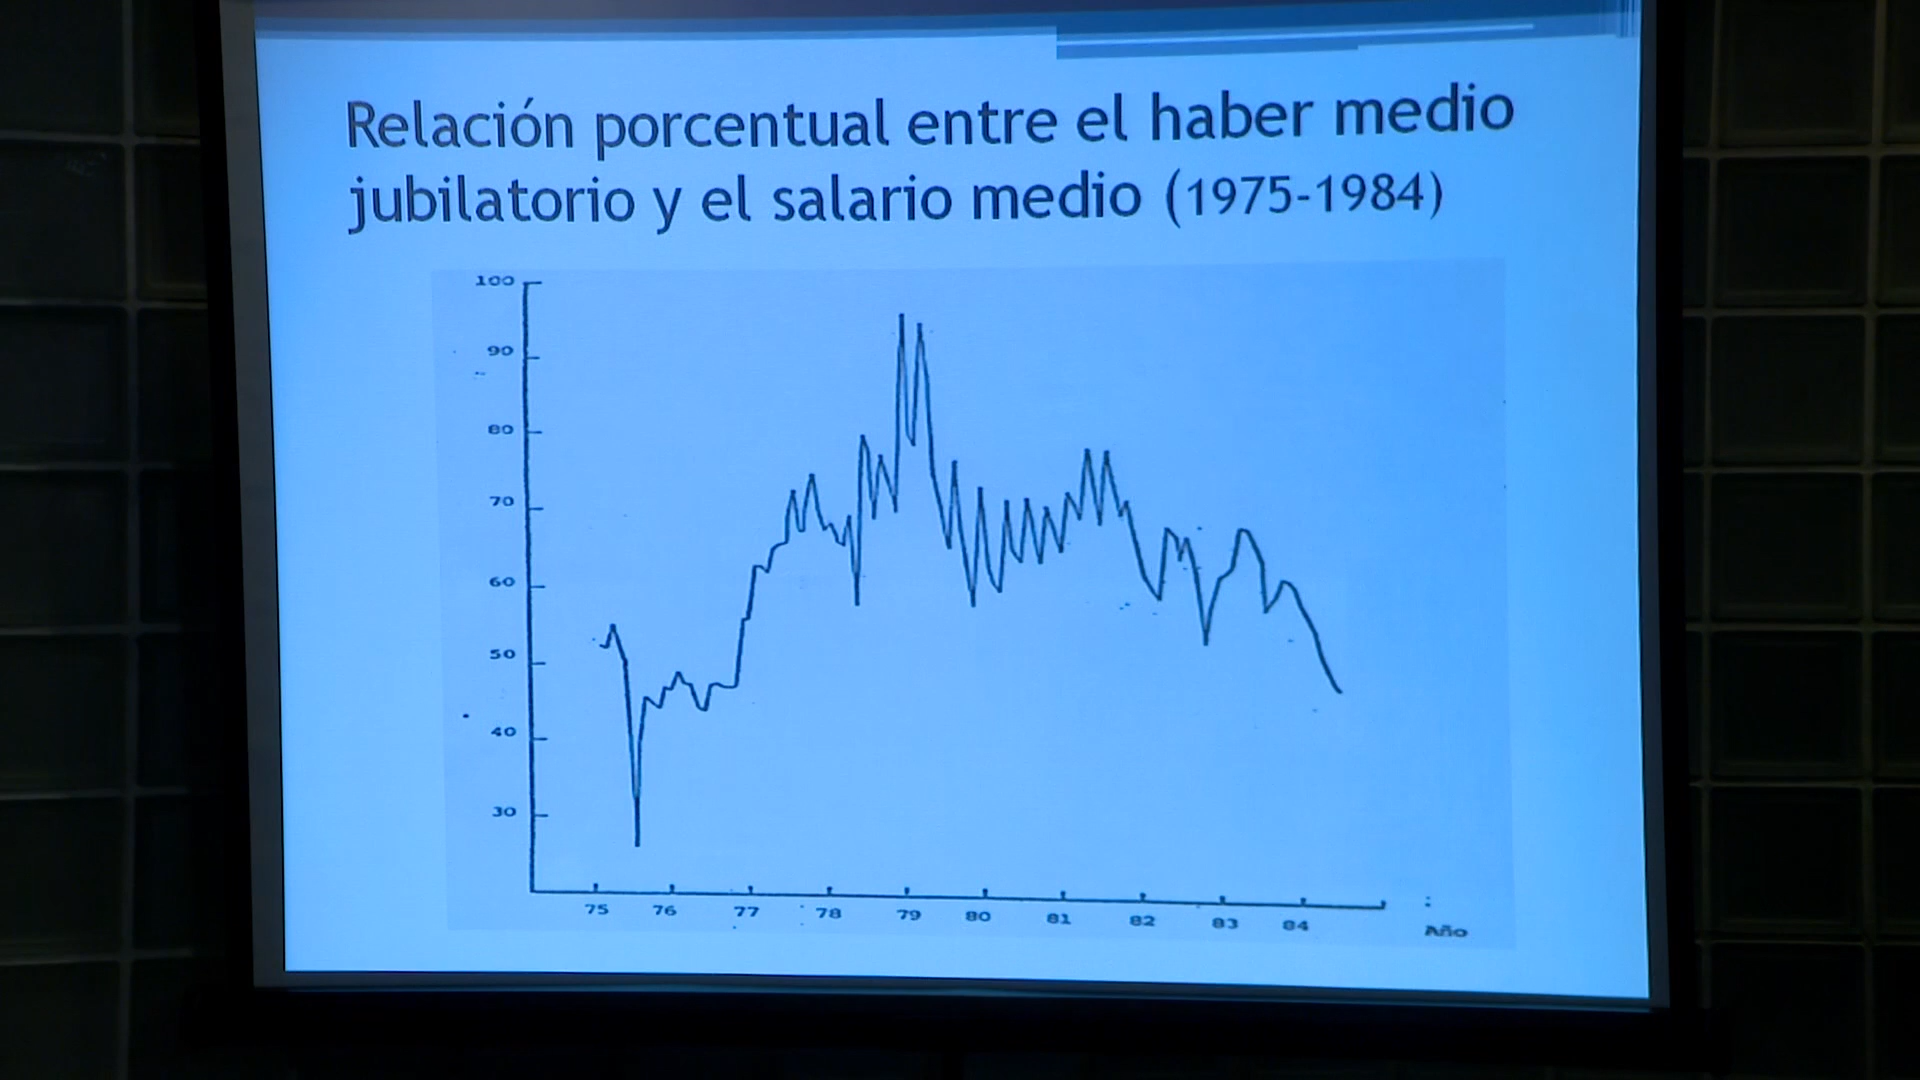 Relación porcentual entre el haber medio
jubilatorio y el salario medio (1975-1984)
100
90
80
70
60
50
40
30
75 76 77 78 79 80 81 82 83 84
Año